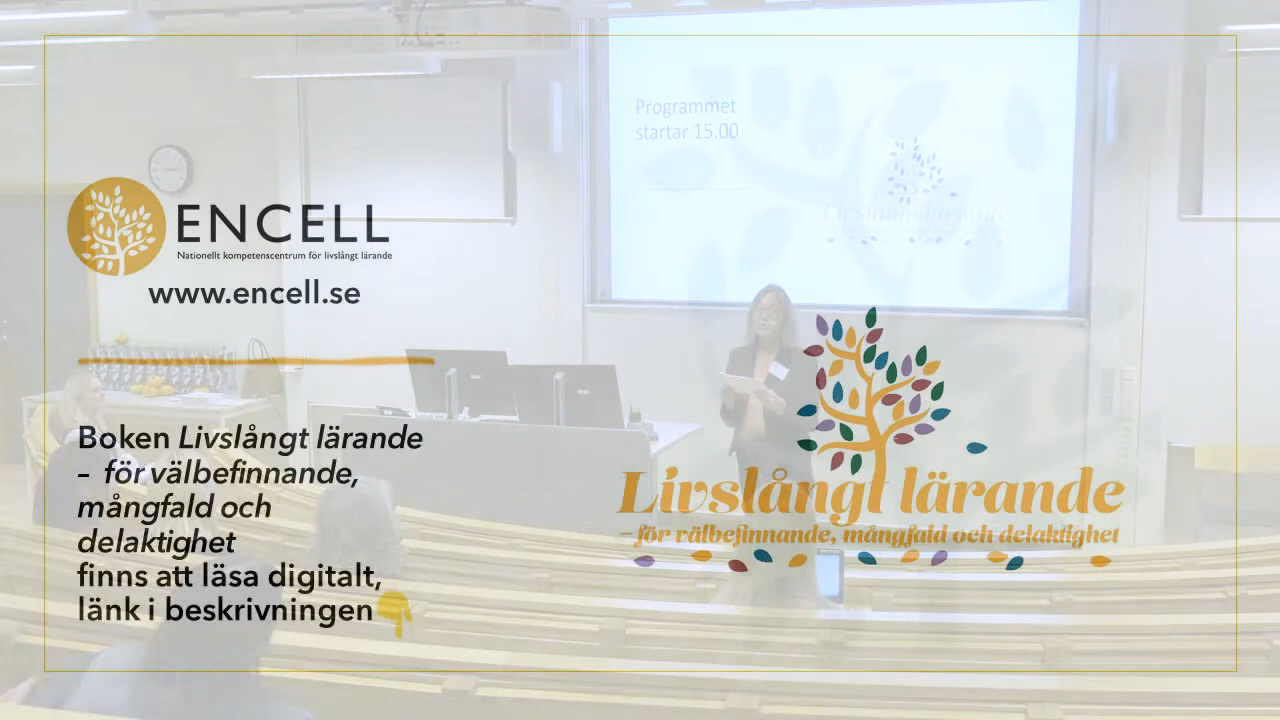 Programmet
startar 15.00
ENCELL
Nationellt kompetenscentrum för livslångt lärande
www.encell.se
Boken Livslångt lärande
– för välbefinnande,
mångfald och
delaktighet
finns att läsa digitalt,
länk i beskrivningen
Livslångt lärande
– för välbefinnande, mångfald och delaktighet